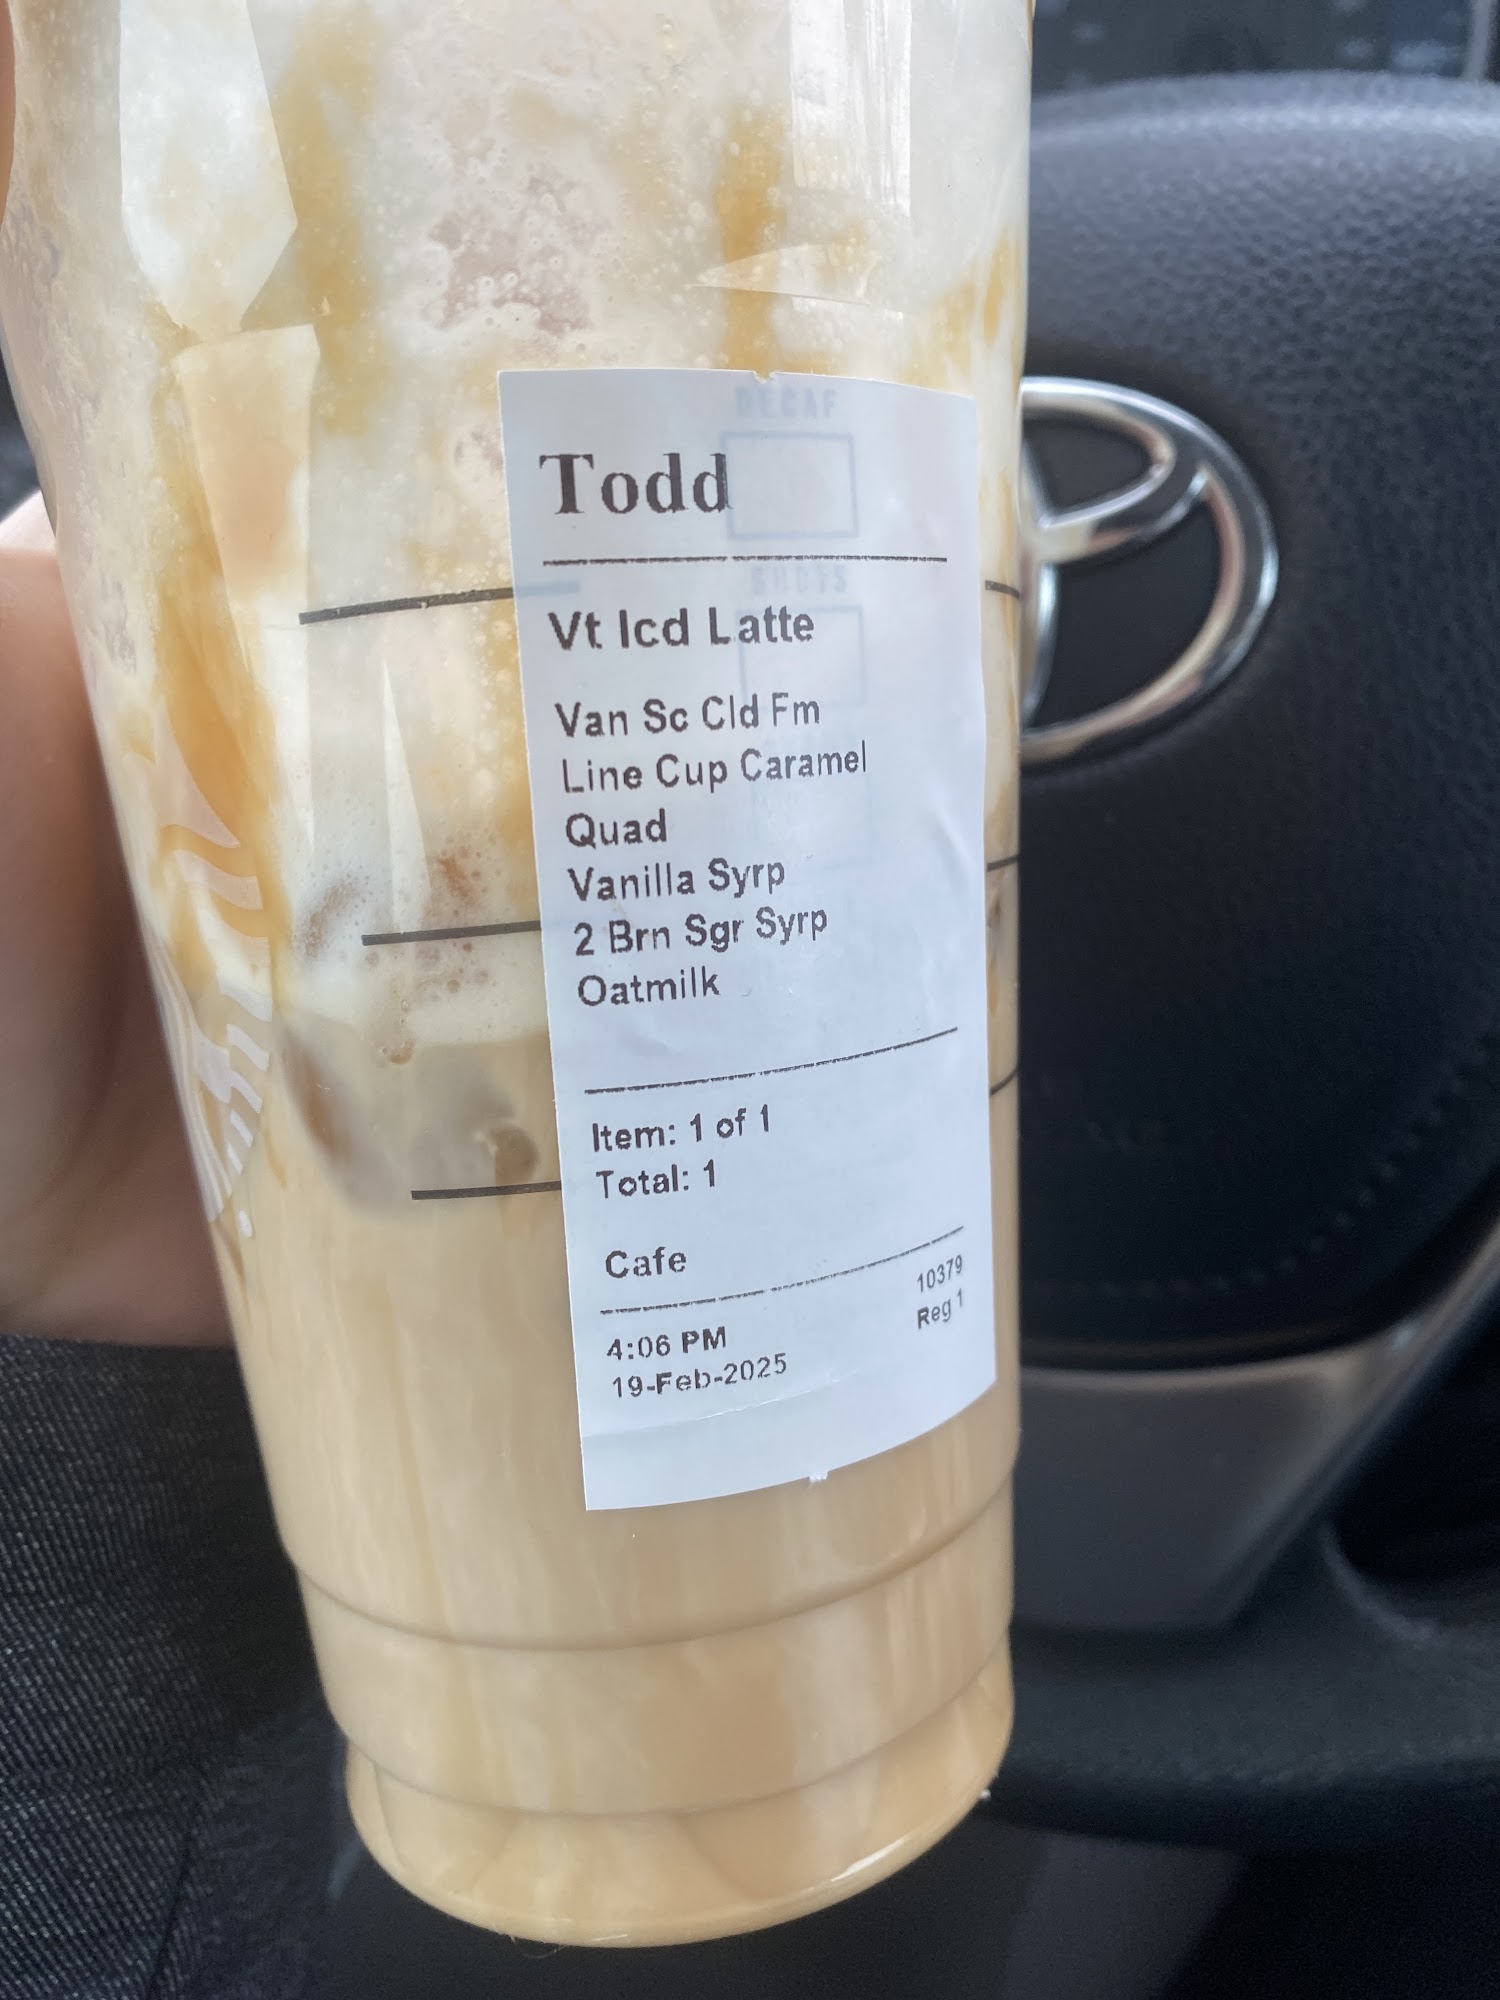 DECAF
Todd
SHOTS
Vt Icd Latte
Van Sc Cld Fm
Line Cup Caramel
Quad
Vanilla Syrp
2 Brn Sgr Syrp
Oatmilk
Item: 1 of 1
Total: 1
Cafe
10379
Reg 1
4:06 PM
19-Feb-2025